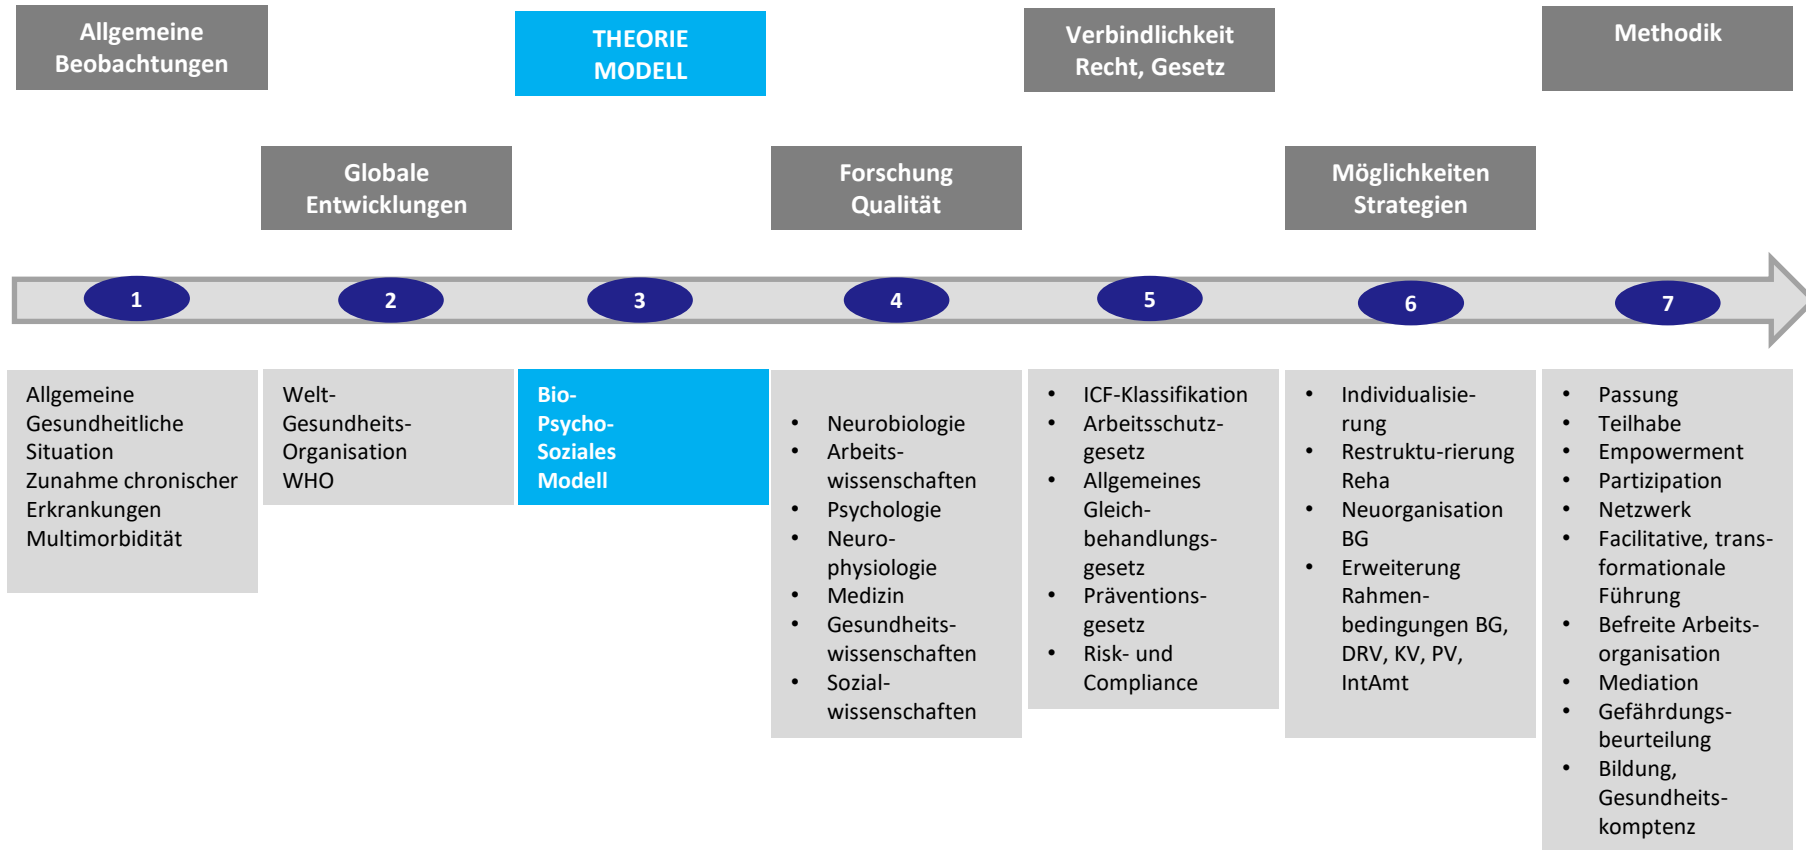 Allgemeine
Beobachtungen
THEORIE
MODELL
Verbindlichkeit
Recht, Gesetz
Methodik
Globale
Entwicklungen
Forschung
Qualität
Möglichkeiten
Strategien
1
2
3
4
5
6
7
Allgemeine
Gesundheitliche
Situation
Zunahme chronischer
Erkrankungen
Multimorbidität
Welt-
Gesundheits-
Organisation
WHO
Bio-
Psycho-
Soziales
Modell
• Neurobiologie
• Arbeits-
wissenschaften
• Psychologie
• Neuro-
physiologie
• Medizin
• Gesundheits-
wissenschaften
• Sozial-
wissenschaften
• ICF-Klassifikation
• Arbeitsschutz-
gesetz
• Allgemeines
Gleich-
behandlungs-
gesetz
• Präventions-
gesetz
• Risk- und
Compliance
• Individualisie-
rung
• Restruktu-rierung
Reha
• Neuorganisation
BG
• Erweiterung
Rahmen-
bedingungen BG,
DRV, KV, PV,
IntAmt
• Passung
• Teilhabe
• Empowerment
• Partizipation
• Netzwerk
• Facilitative, trans-
formationale
Führung
• Befreite Arbeits-
organisation
• Mediation
• Gefährdungs-
beurteilung
• Bildung,
Gesundheits-
komptenz